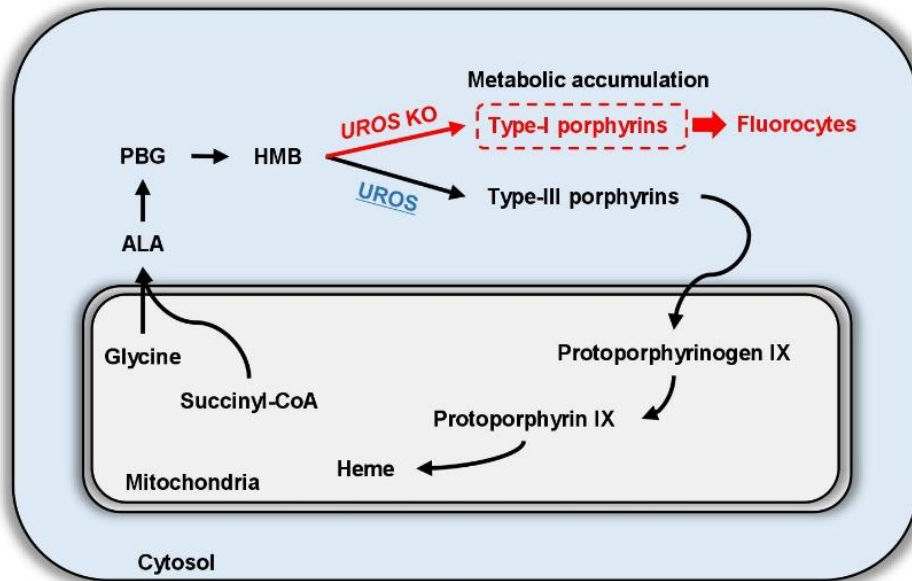 Metabolic accumulation
UROS KO
Type-I porphyrins
Fluorocytes
PBG
HMB
UROS
Type-III porphyrins
ALA
Glycine
Protoporphyrinogen IX
Succinyl-CoA
Protoporphyrin IX
Heme
Mitochondria
Cytosol